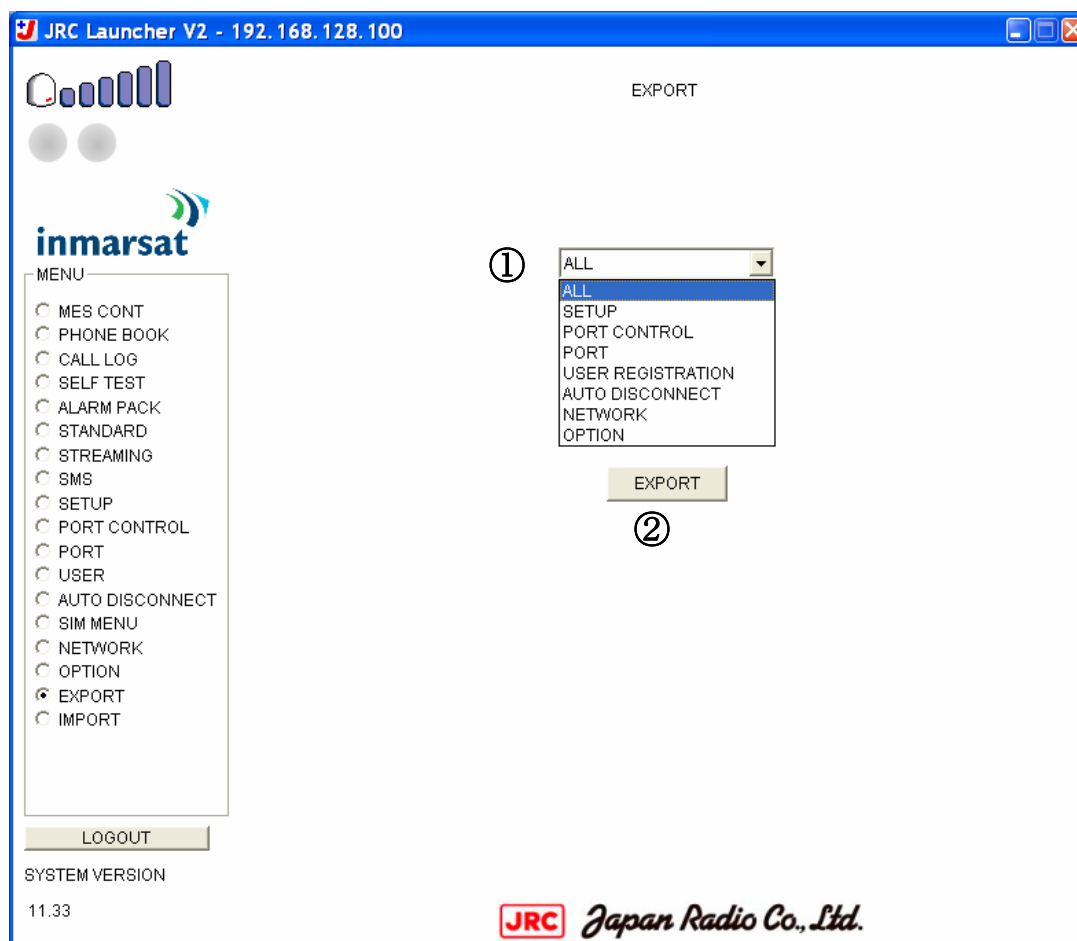 JRC Launcher V2 - 192.168.128.100
EXPORT
inmarsat
MENU
MES CONT
PHONE BOOK
CALL LOG
SELF TEST
ALARM PACK
STANDARD
STREAMING
SMS
SETUP
PORT CONTROL
PORT
USER
AUTO DISCONNECT
SIM MENU
NETWORK
OPTION
EXPORT
IMPORT
LOGOUT
SYSTEM VERSION
11.33
① ALL
ALL
SETUP
PORT CONTROL
PORT
USER REGISTRATION
AUTO DISCONNECT
NETWORK
OPTION
EXPORT
②
JRC Japan Radio Co., Ltd.